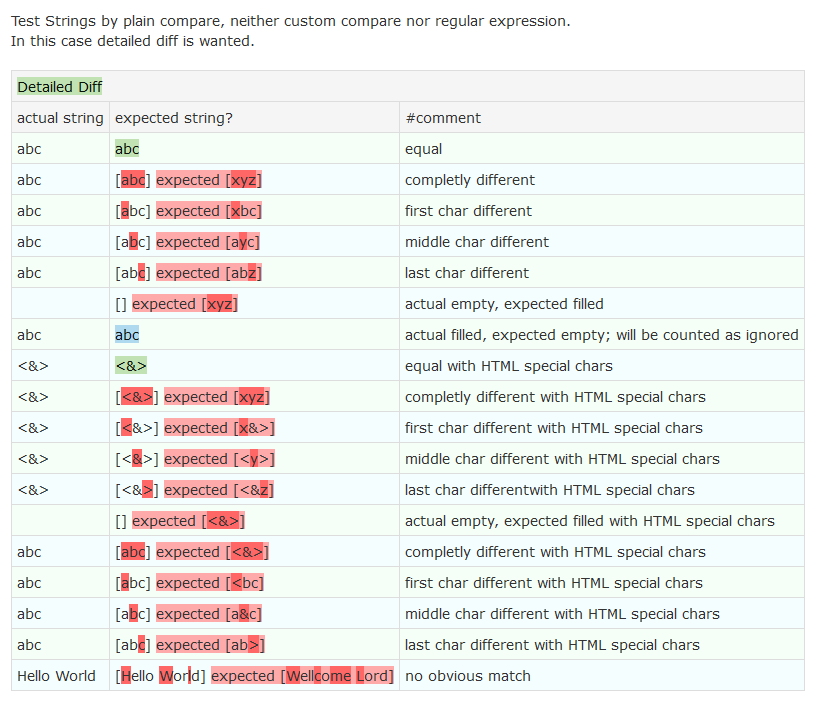 Test Strings by plain compare, neither custom compare nor regular expression.
In this case detailed diff is wanted.
Detailed Diff
actual string expected string? #comment
abc abc equal
abc [abc] expected [xyz] completly different
abc [abc] expected [xbc] first char different
abc [abc] expected [ayc] middle char different
abc [abc] expected [abz] last char different
[] expected [xyz] actual empty, expected filled
abc abc actual filled, expected empty; will be counted as ignored
<&> <&> equal with HTML special chars
<&> [<&>] expected [xyz] completly different with HTML special chars
<&> [<&>] expected [x&>] first char different with HTML special chars
<&> [<&>] expected [<y>] middle char different with HTML special chars
<&> [<&>] expected [<&z] last char differentwith HTML special chars
[] expected [<&>] actual empty, expected filled with HTML special chars
abc [abc] expected [<&>] completly different with HTML special chars
abc [abc] expected [<bc] first char different with HTML special chars
abc [abc] expected [a&c] middle char different with HTML special chars
abc [abc] expected [ab>] last char different with HTML special chars
Hello World [Hello World] expected [Wellcome Lord] no obvious match